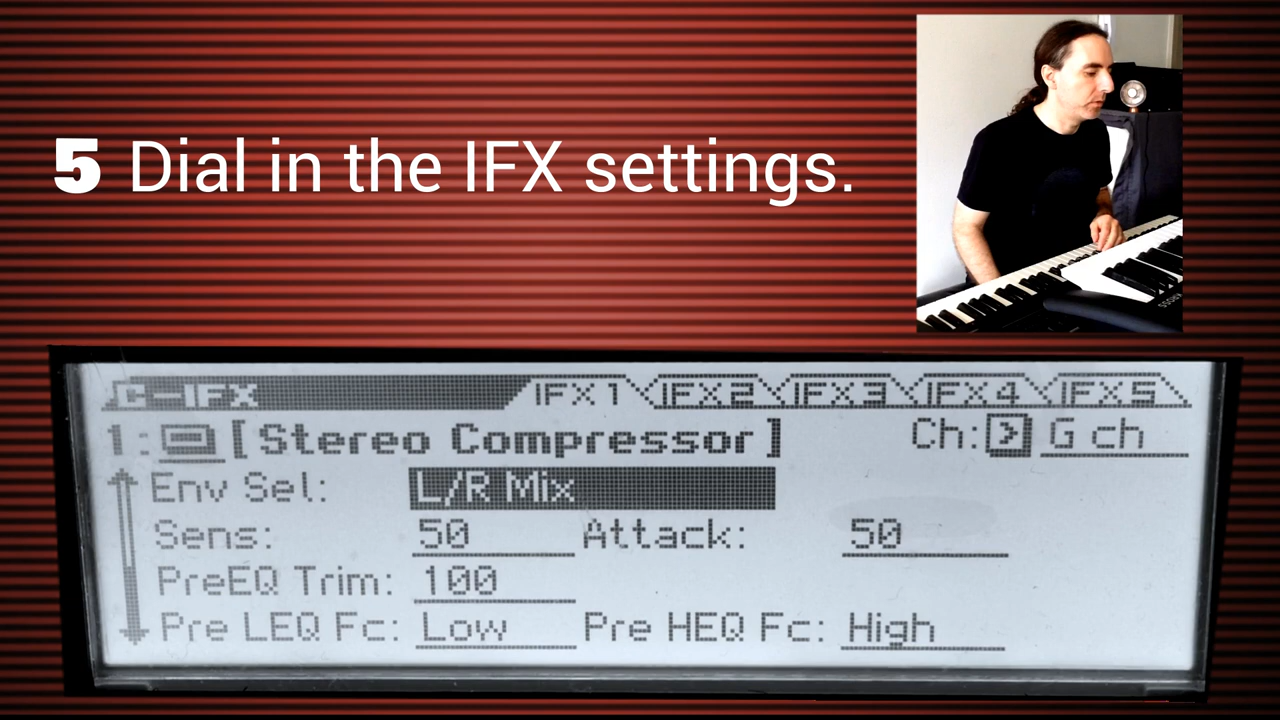 5 Dial in the IFX settings.
C-IFX IFX1 IFX2 IFX3 IFX4 IFX5
1: [Stereo Compressor] Ch: G ch
Env Sel: L/R Mix
Sens: 50 Attack: 50
PreEQ Trim: 100
Pre LEQ Fc: Low Pre HEQ Fc: High